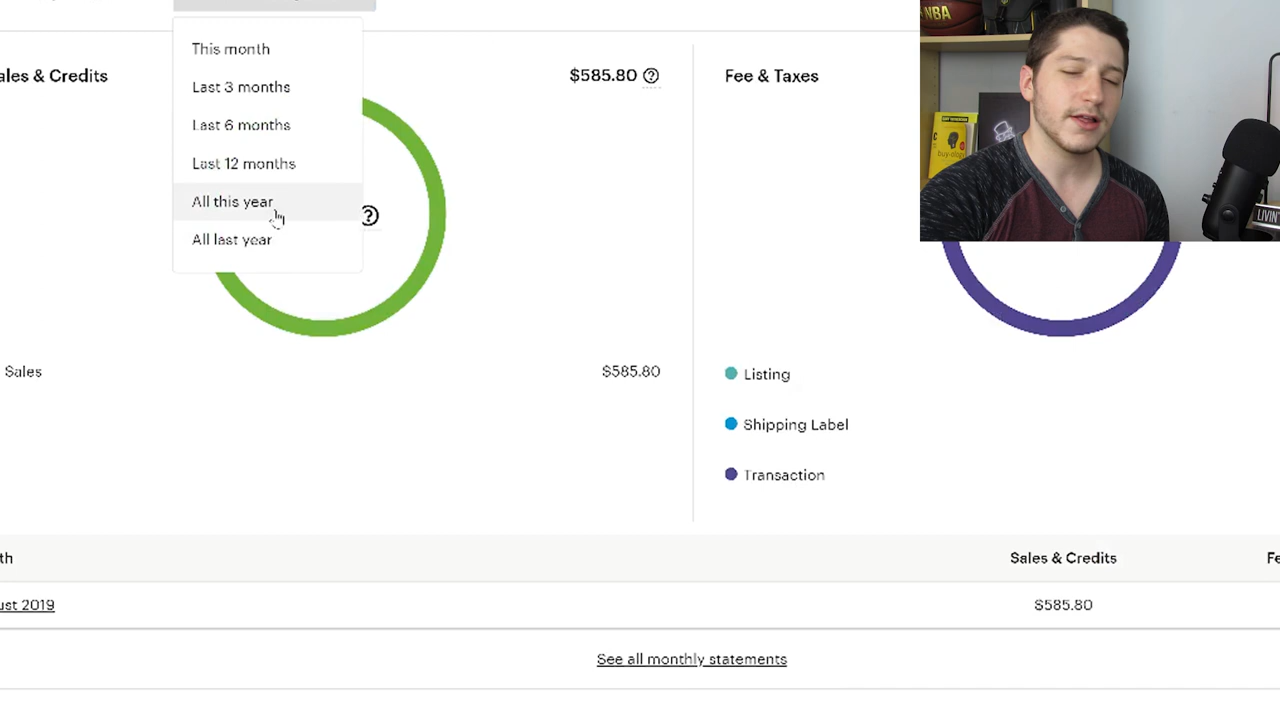 This month
ales & Credits
$585.80
Fee & Taxes
Last 3 months
Last 6 months
Last 12 months
All this year
All last year
Sales
$585.80
Listing
Shipping Label
Transaction
th
Sales & Credits
Fe
ust 2019
$585.80
See all monthly statements
NBA
LIVIN'